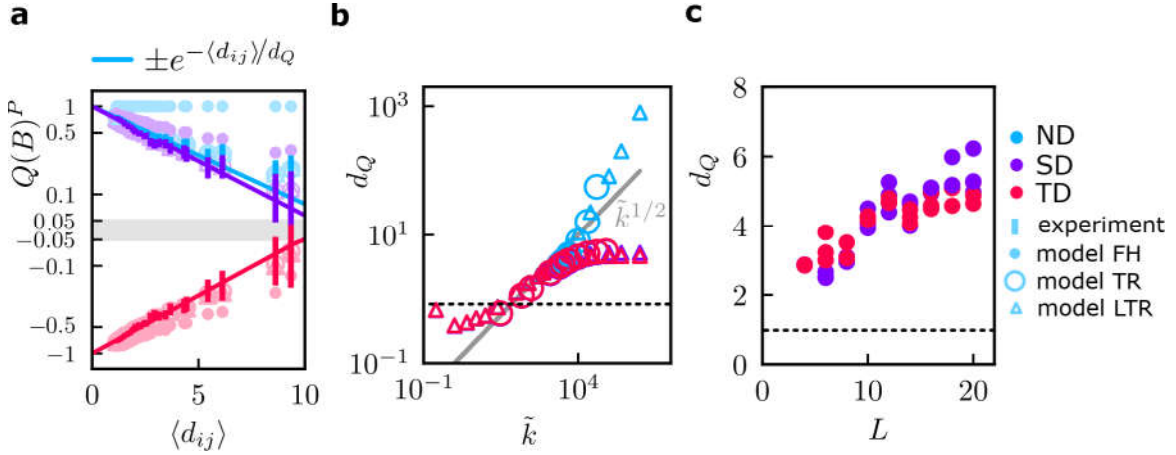 a
±e^{-⟨d_{ij}⟩/d_Q}
Q(B)^P
1
0.5
0.1
0.05
−0.05
−0.1
−0.5
−1
0
5
10
⟨d_{ij}⟩
b
d_Q
10^3
10^1
10^{-1}
k̃^{1/2}
10^{-1}
10^4
k̃
c
d_Q
8
6
4
2
0
0
10
20
L
ND
SD
TD
experiment
model FH
model TR
model LTR